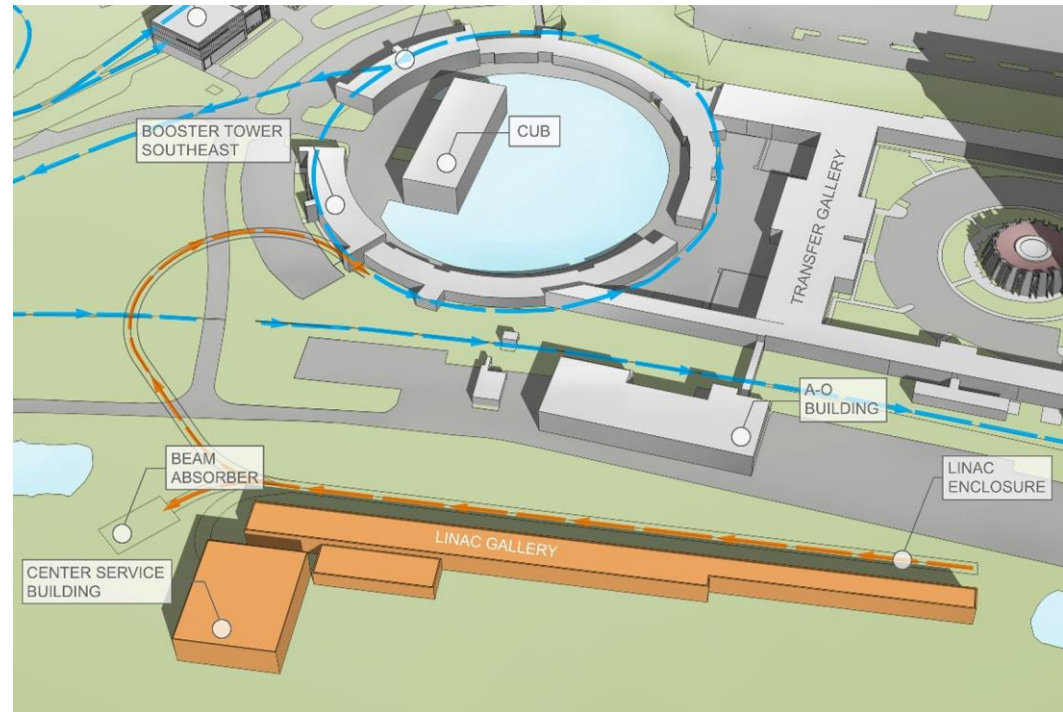 BOOSTER TOWER
SOUTHEAST
CUB
TRANSFER GALLERY
A-O
BUILDING
BEAM
ABSORBER
LINAC
ENCLOSURE
LINAC GALLERY
CENTER SERVICE
BUILDING